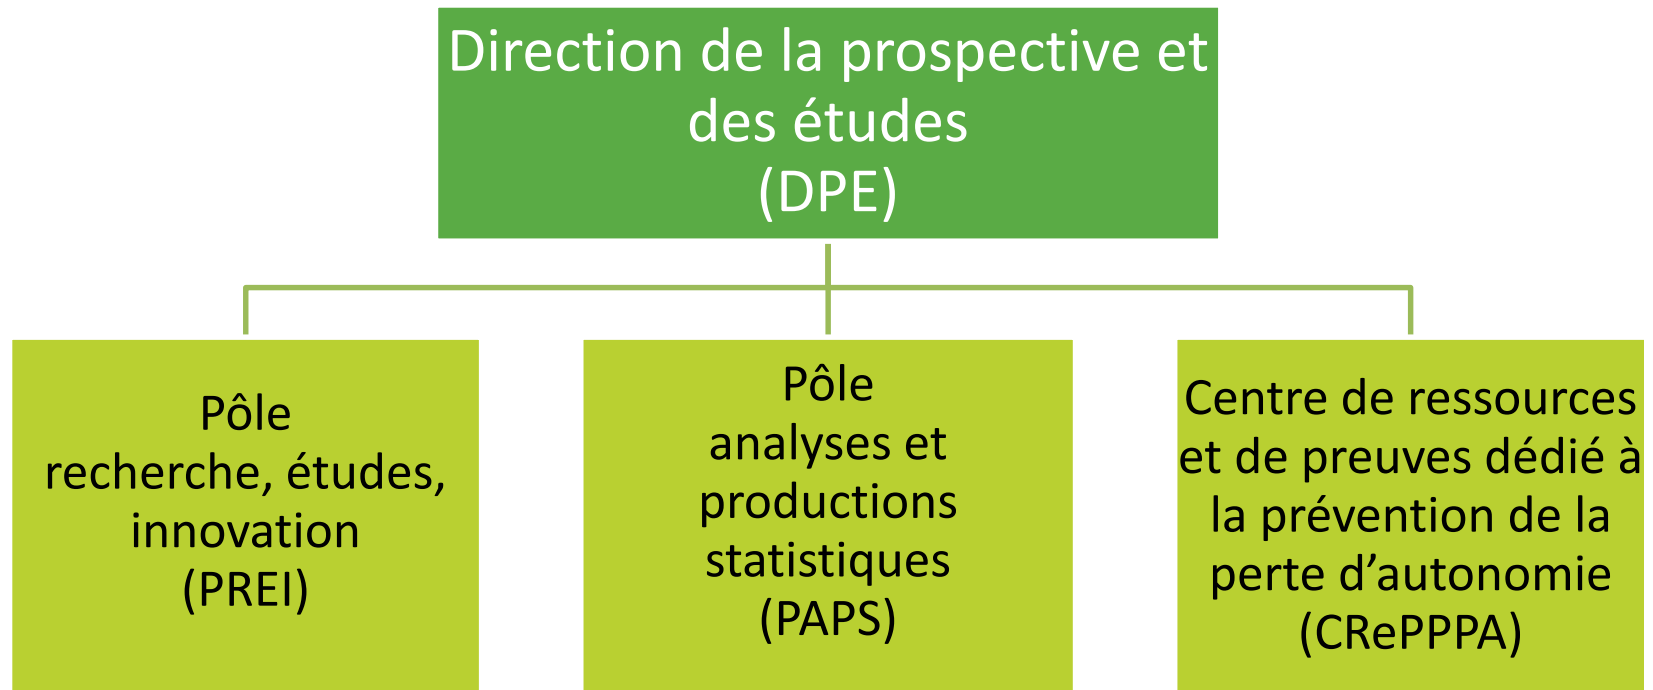 Direction de la prospective et
des études
(DPE)
Pôle
recherche, études,
innovation
(PREI)
Pôle
analyses et
productions
statistiques
(PAPS)
Centre de ressources
et de preuves dédié à
la prévention de la
perte d’autonomie
(CRePPPA)